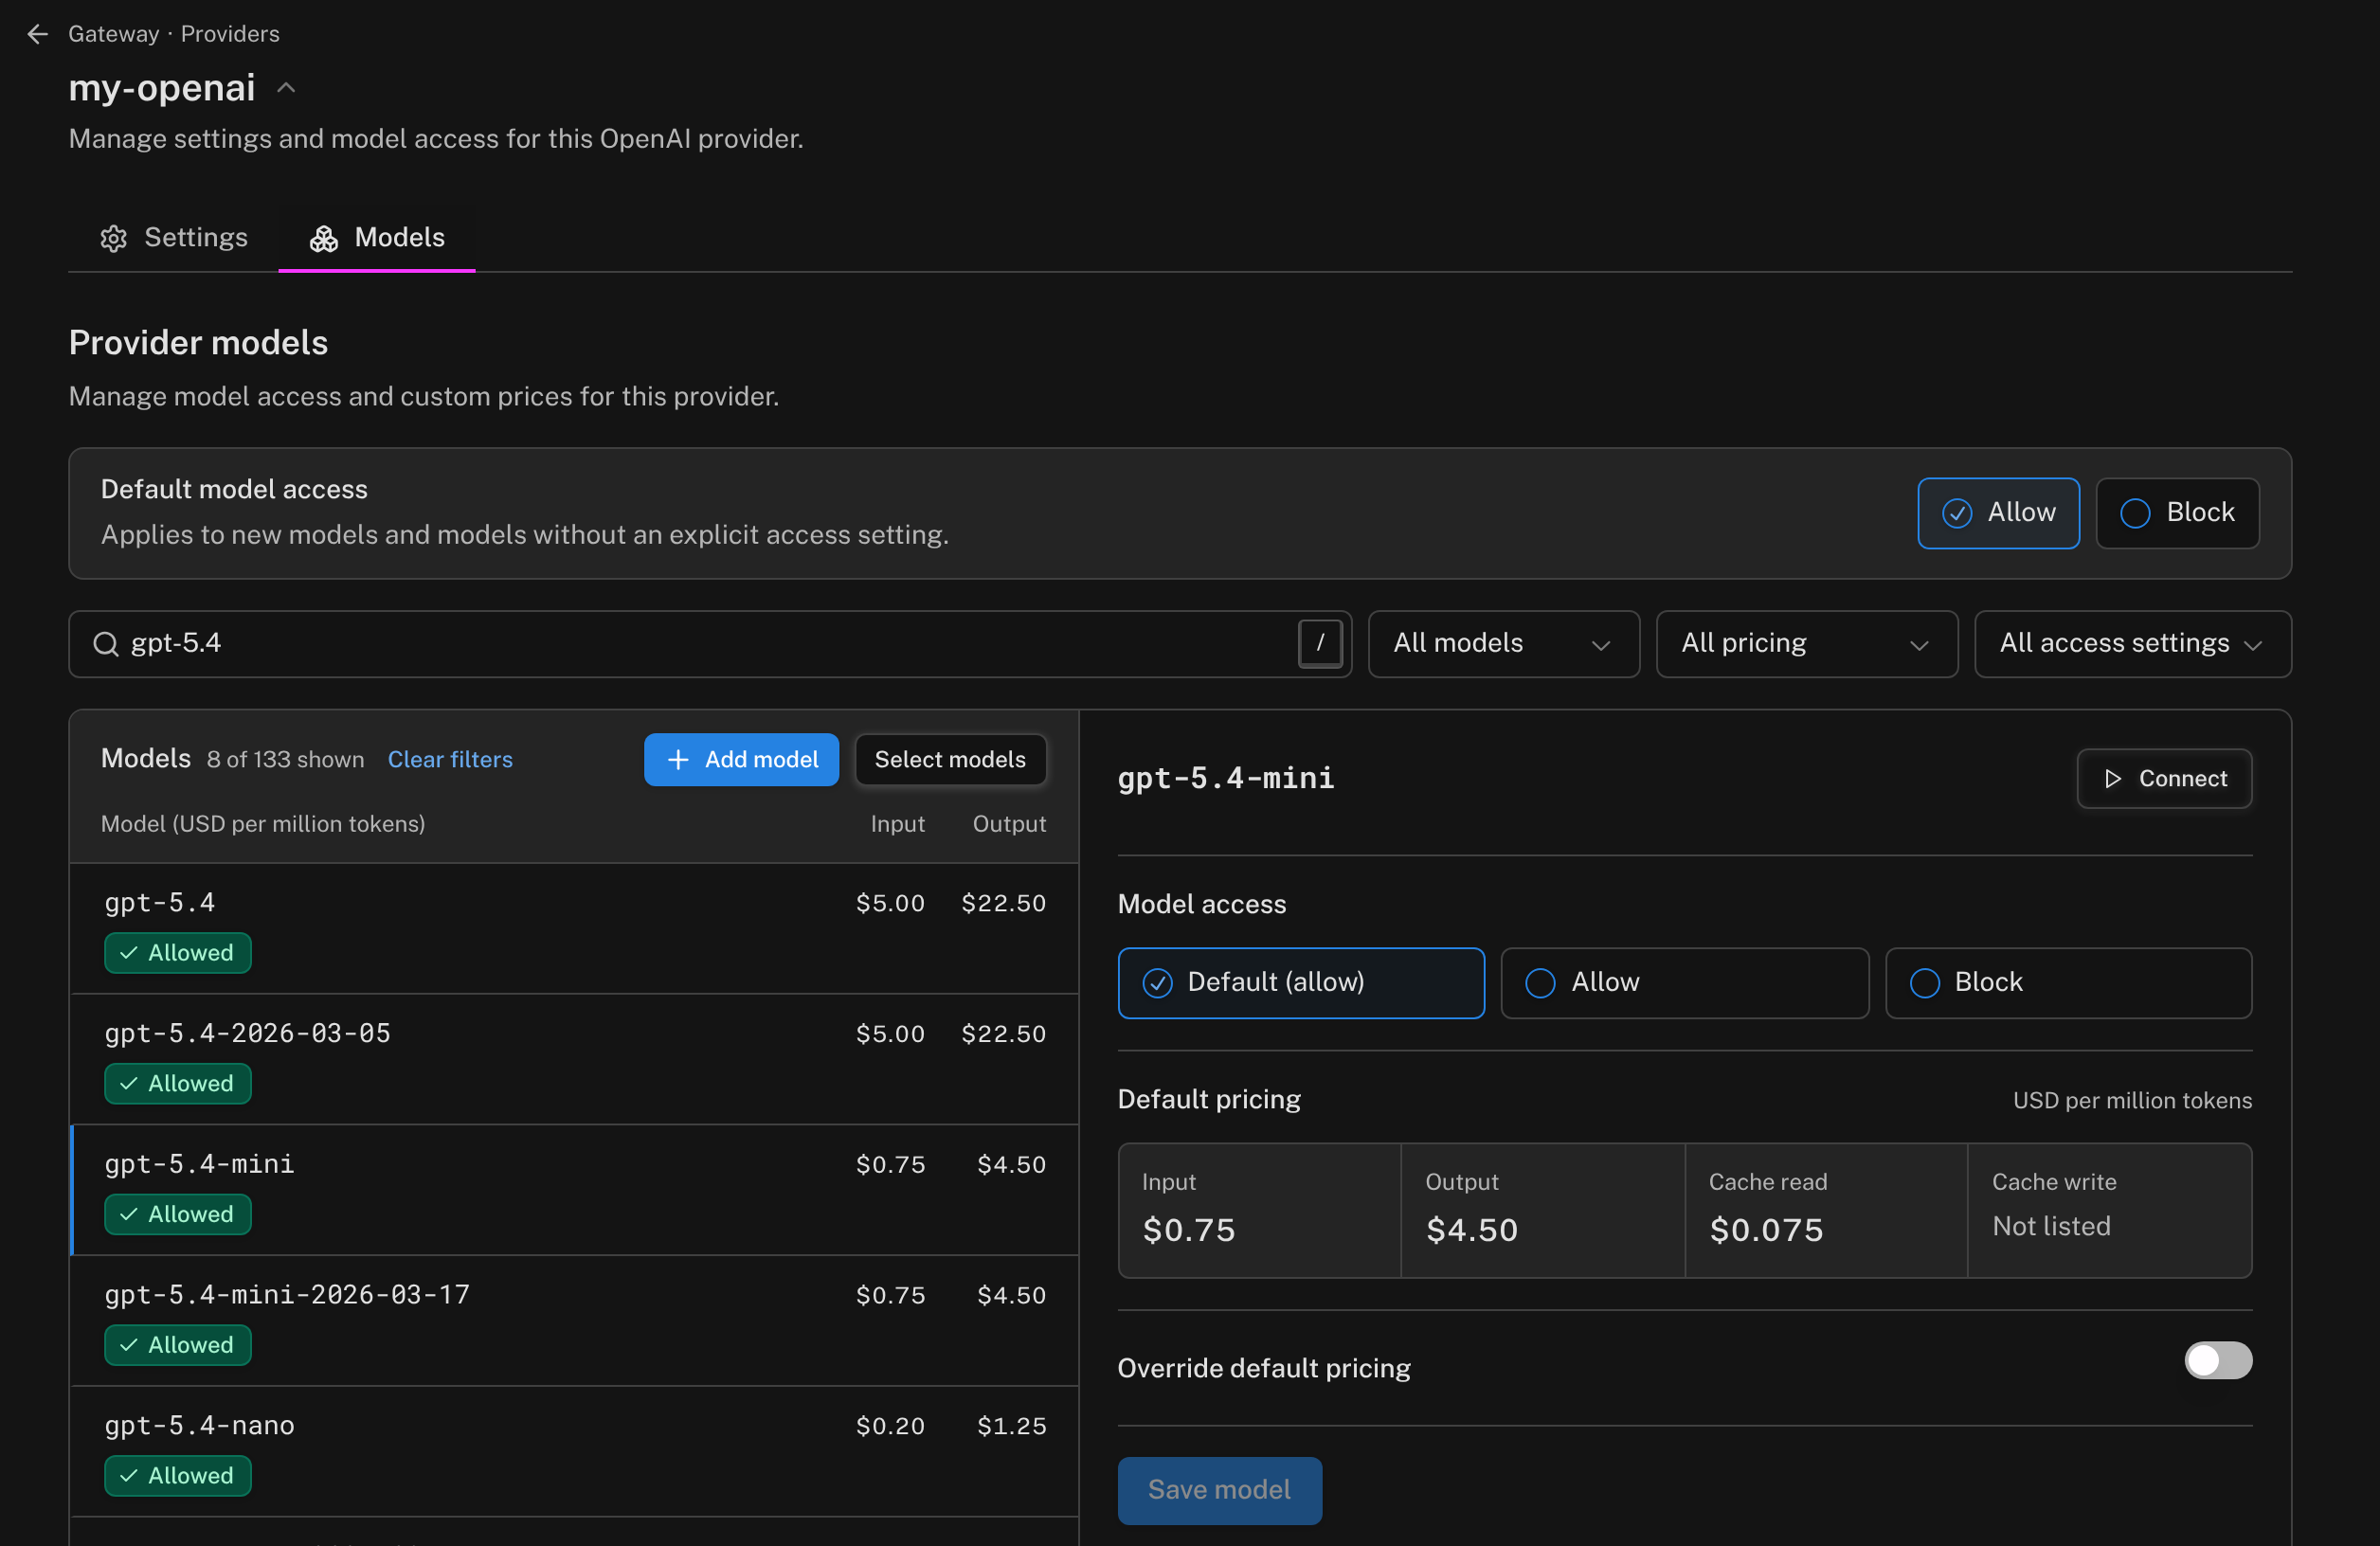 Gateway · Providers
my-openai
Manage settings and model access for this OpenAI provider.
Settings
Models
Provider models
Manage model access and custom prices for this provider.
Default model access
Applies to new models and models without an explicit access setting.
Allow
Block
gpt-5.4
/
All models
All pricing
All access settings
Models 8 of 133 shown Clear filters
+ Add model
Select models
Model (USD per million tokens) Input Output
gpt-5.4 $5.00 $22.50
Allowed
gpt-5.4-2026-03-05 $5.00 $22.50
Allowed
gpt-5.4-mini $0.75 $4.50
Allowed
gpt-5.4-mini-2026-03-17 $0.75 $4.50
Allowed
gpt-5.4-nano $0.20 $1.25
Allowed
gpt-5.4-mini
Connect
Model access
Default (allow)
Allow
Block
Default pricing USD per million tokens
Input Output Cache read Cache write
$0.75 $4.50 $0.075 Not listed
Override default pricing
Save model